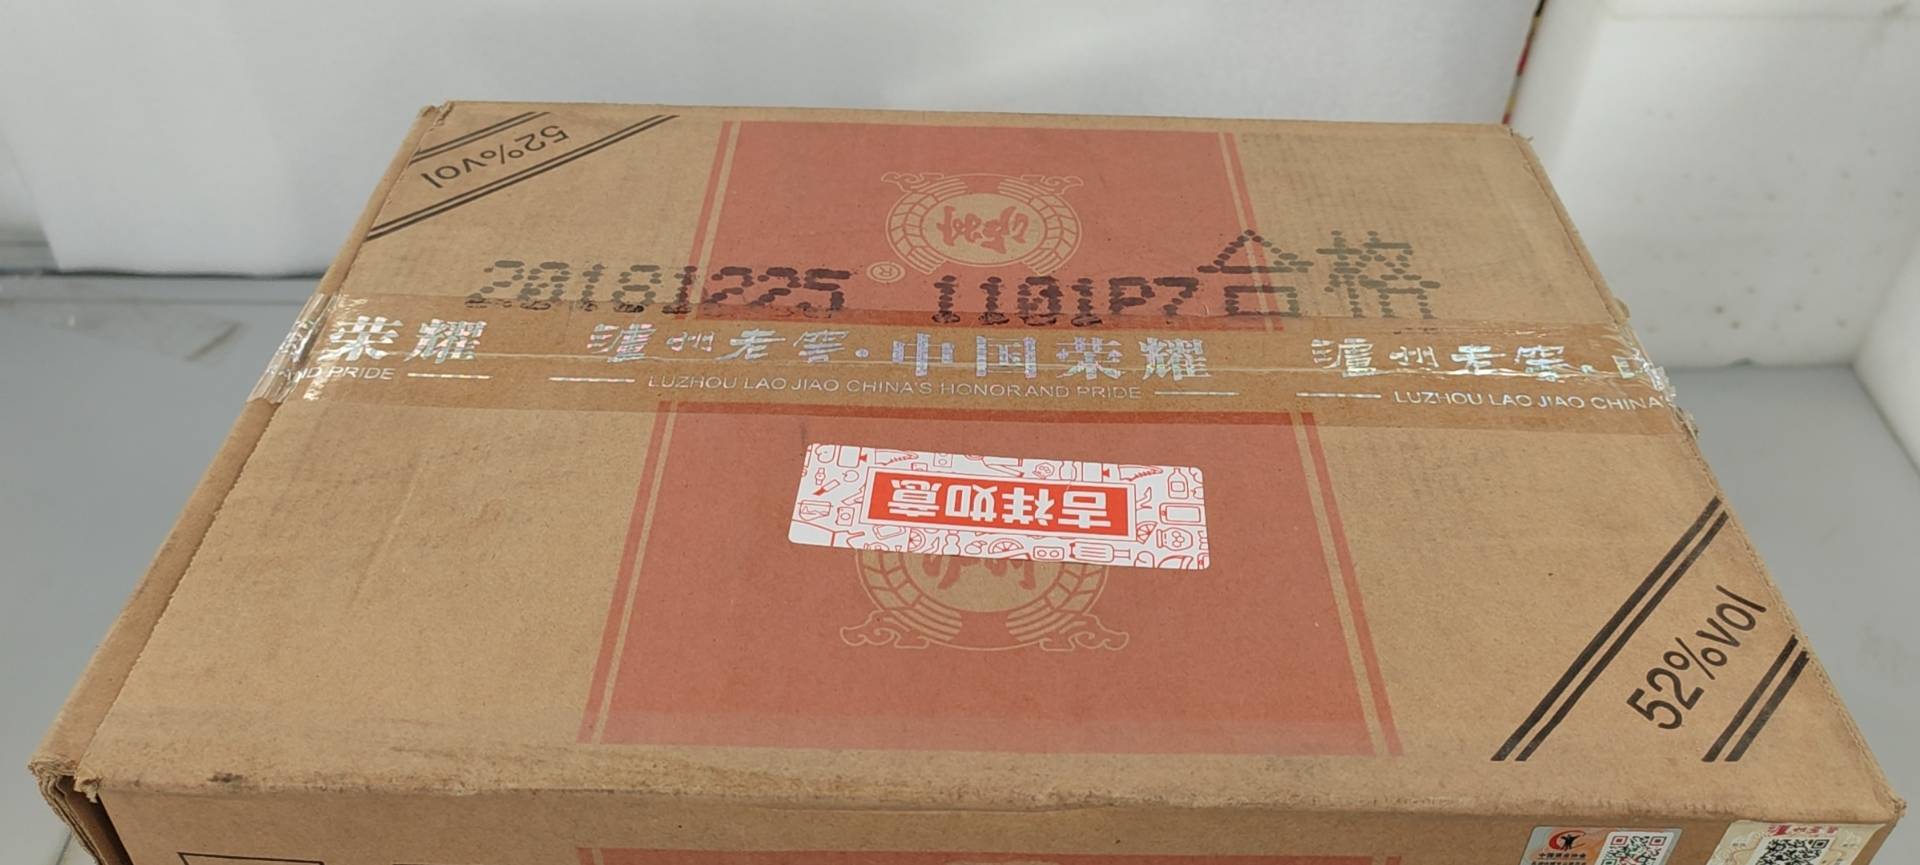 52%vol
20181225 1101P7 合格
荣耀 泸州老窖·中国荣耀 泸州老窖·中
AND PRIDE LUZHOU LAO JIAO CHINA'S HONOR AND PRIDE LUZHOU LAO JIAO CHINA'
吉祥如意
52%vol